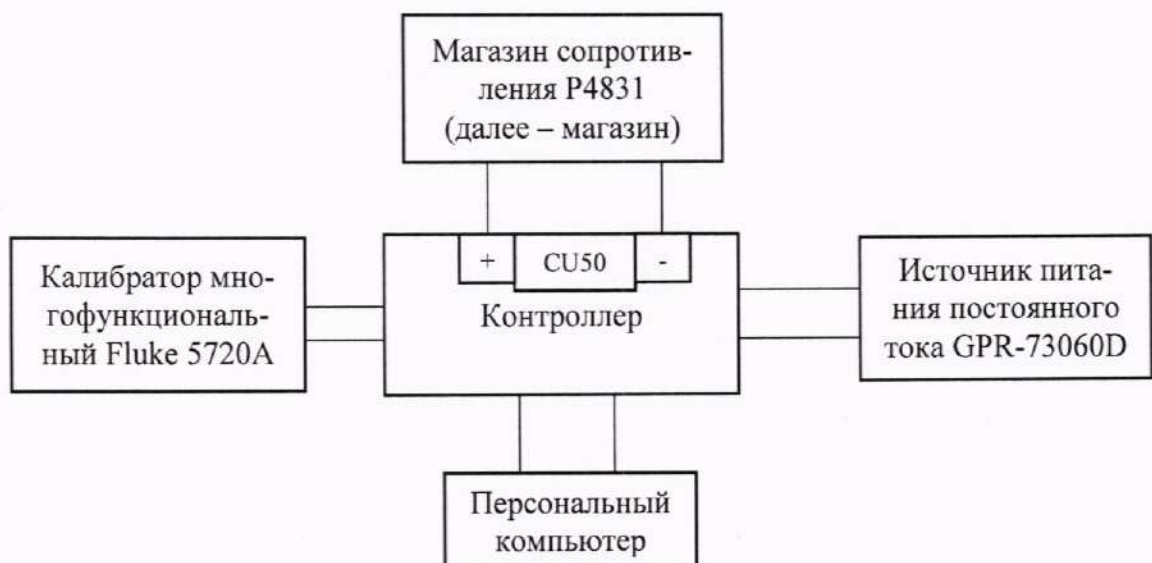 Магазин сопротив-
ления Р4831
(далее – магазин)
+
CU50
-
Контроллер
Калибратор мно-
гофункциональ-
ный Fluke 5720A
Источник пита-
ния постоянного
тока GPR-73060D
Персональный
компьютер